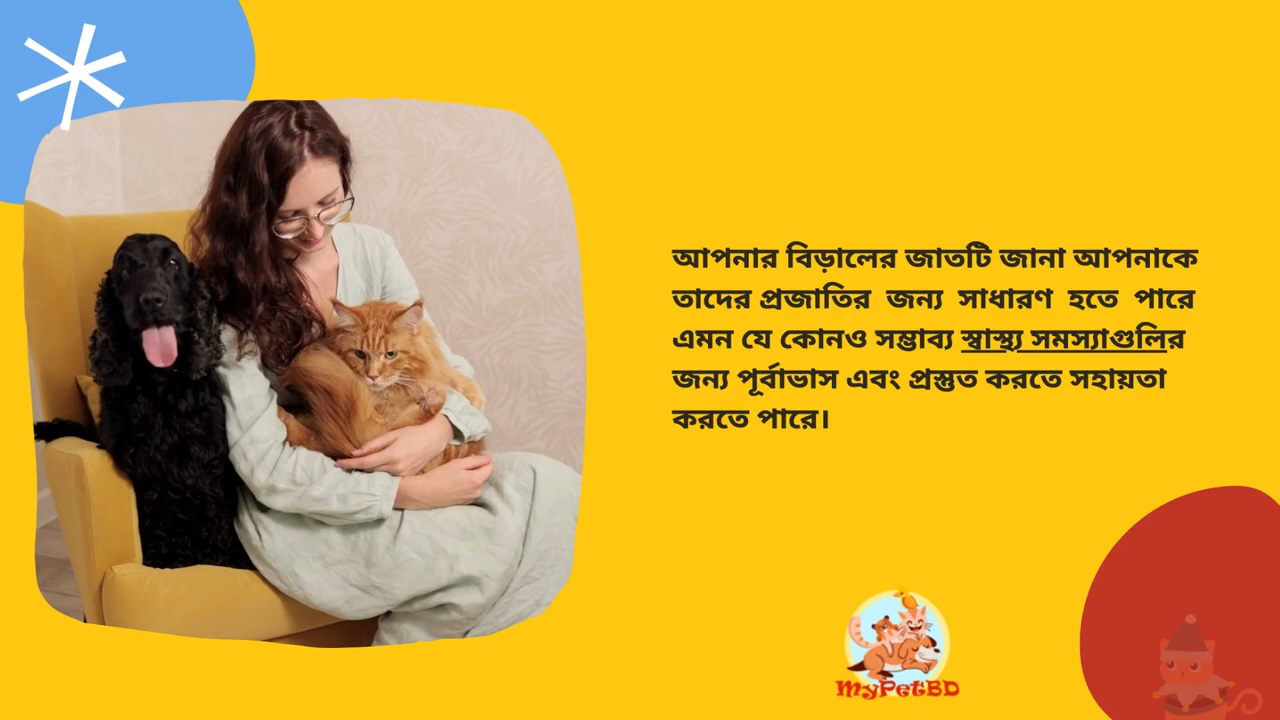 আপনার বিড়ালের জাতটি জানা আপনাকে
তাদের প্রজাতির জন্য সাধারণ হতে পারে
এমন যে কোনও সম্ভাব্য স্বাস্থ্য সমস্যাগুলির
জন্য পূর্বাভাস এবং প্রস্তুত করতে সহায়তা
করতে পারে।
MyPetBD